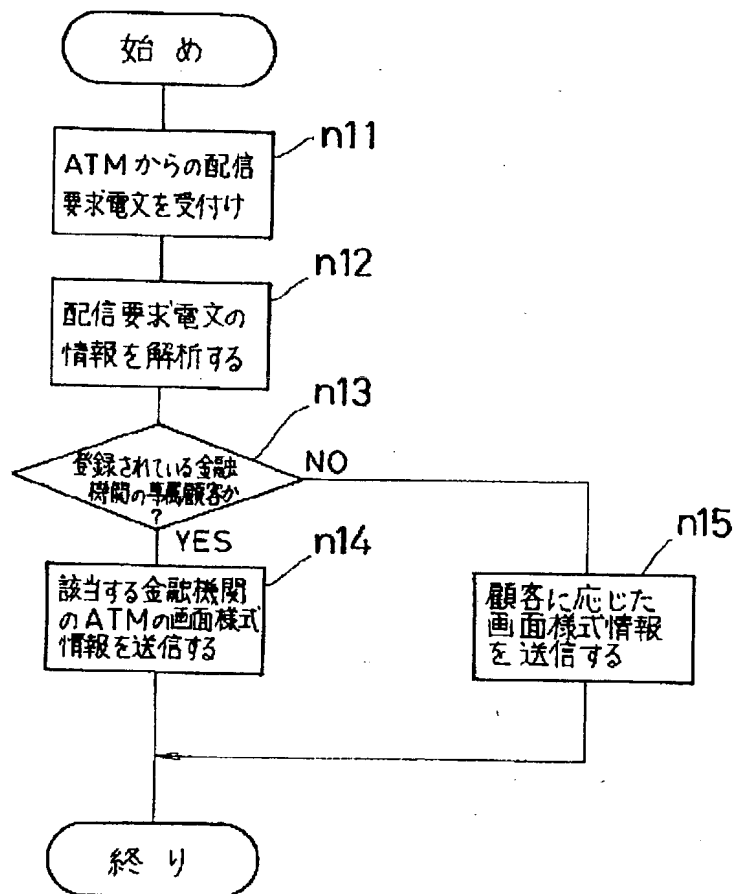 始め
n11
ATMからの配信
要求電文を受付け
n12
配信要求電文の
情報を解析する
n13
登録されている金融
機関の専属顧客か
?
NO
YES
n14
該当する金融機関
のATMの画面様式
情報を送信する
n15
顧客に応じた
画面様式情報
を送信する
終り